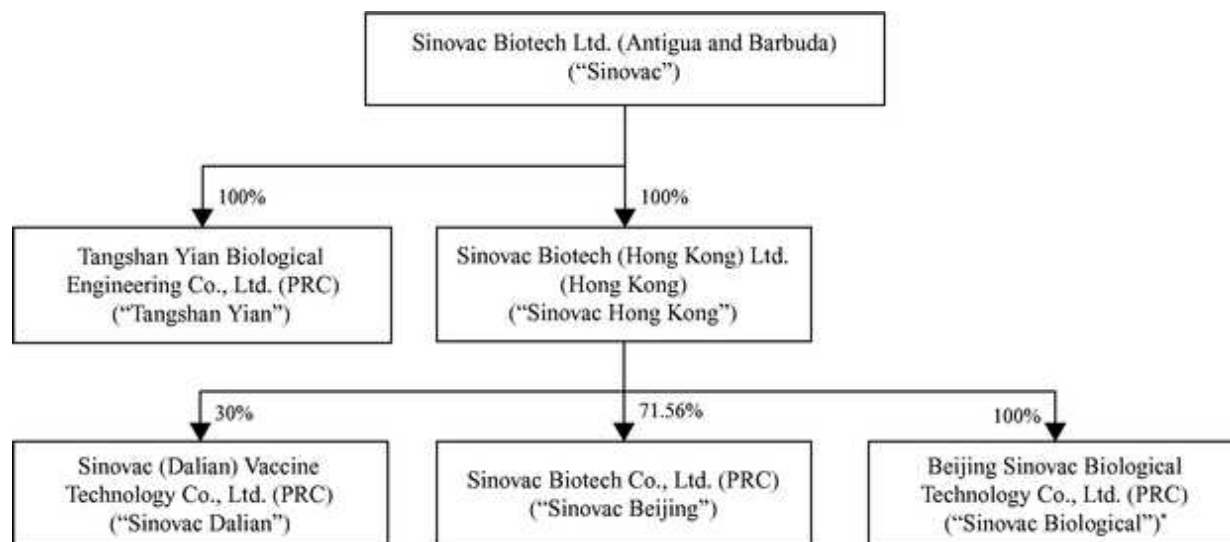 Sinovac Biotech Ltd. (Antigua and Barbuda)
(“Sinovac”)
100%
100%
Tangshan Yian Biological
Engineering Co., Ltd. (PRC)
(“Tangshan Yian”)
Sinovac Biotech (Hong Kong) Ltd.
(Hong Kong)
(“Sinovac Hong Kong”)
30%
71.56%
100%
Sinovac (Dalian) Vaccine
Technology Co., Ltd. (PRC)
(“Sinovac Dalian”)
Sinovac Biotech Co., Ltd. (PRC)
(“Sinovac Beijing”)
Beijing Sinovac Biological
Technology Co., Ltd. (PRC)
(“Sinovac Biological”)*